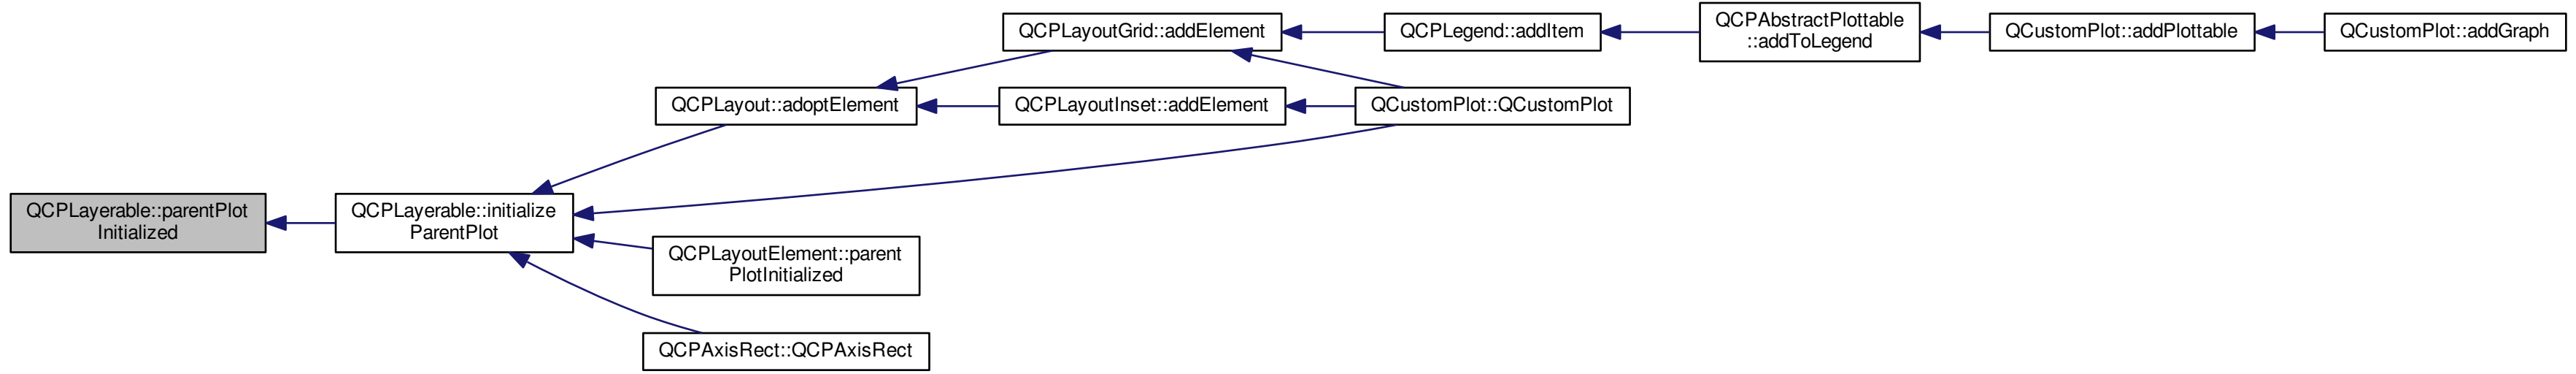 QCPLayerable::parentPlot
Initialized
QCPLayerable::initialize
ParentPlot
QCPLayout::adoptElement
QCPLayoutGrid::addElement
QCPLegend::addItem
QCPAbstractPlottable
::addToLegend
QCustomPlot::addPlottable
QCustomPlot::addGraph
QCPLayoutInset::addElement
QCustomPlot::QCustomPlot
QCPLayoutElement::parent
PlotInitialized
QCPAxisRect::QCPAxisRect